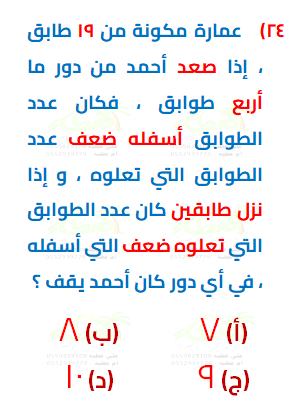 ٢٤) عمارة مكونة من ١٩ طابق
، إذا صعد أحمد من دور ما
أربع طوابق ، فكان عدد
الطوابق أسفله ضعف عدد
الطوابق التي تعلوه ، و إذا
نزل طابقين كان عدد الطوابق
التي تعلوه ضعف التي أسفله
، في أي دور كان أحمد يقف ؟
(أ) ٧ (ب) ٨
(ج) ٩ (د) ١٠